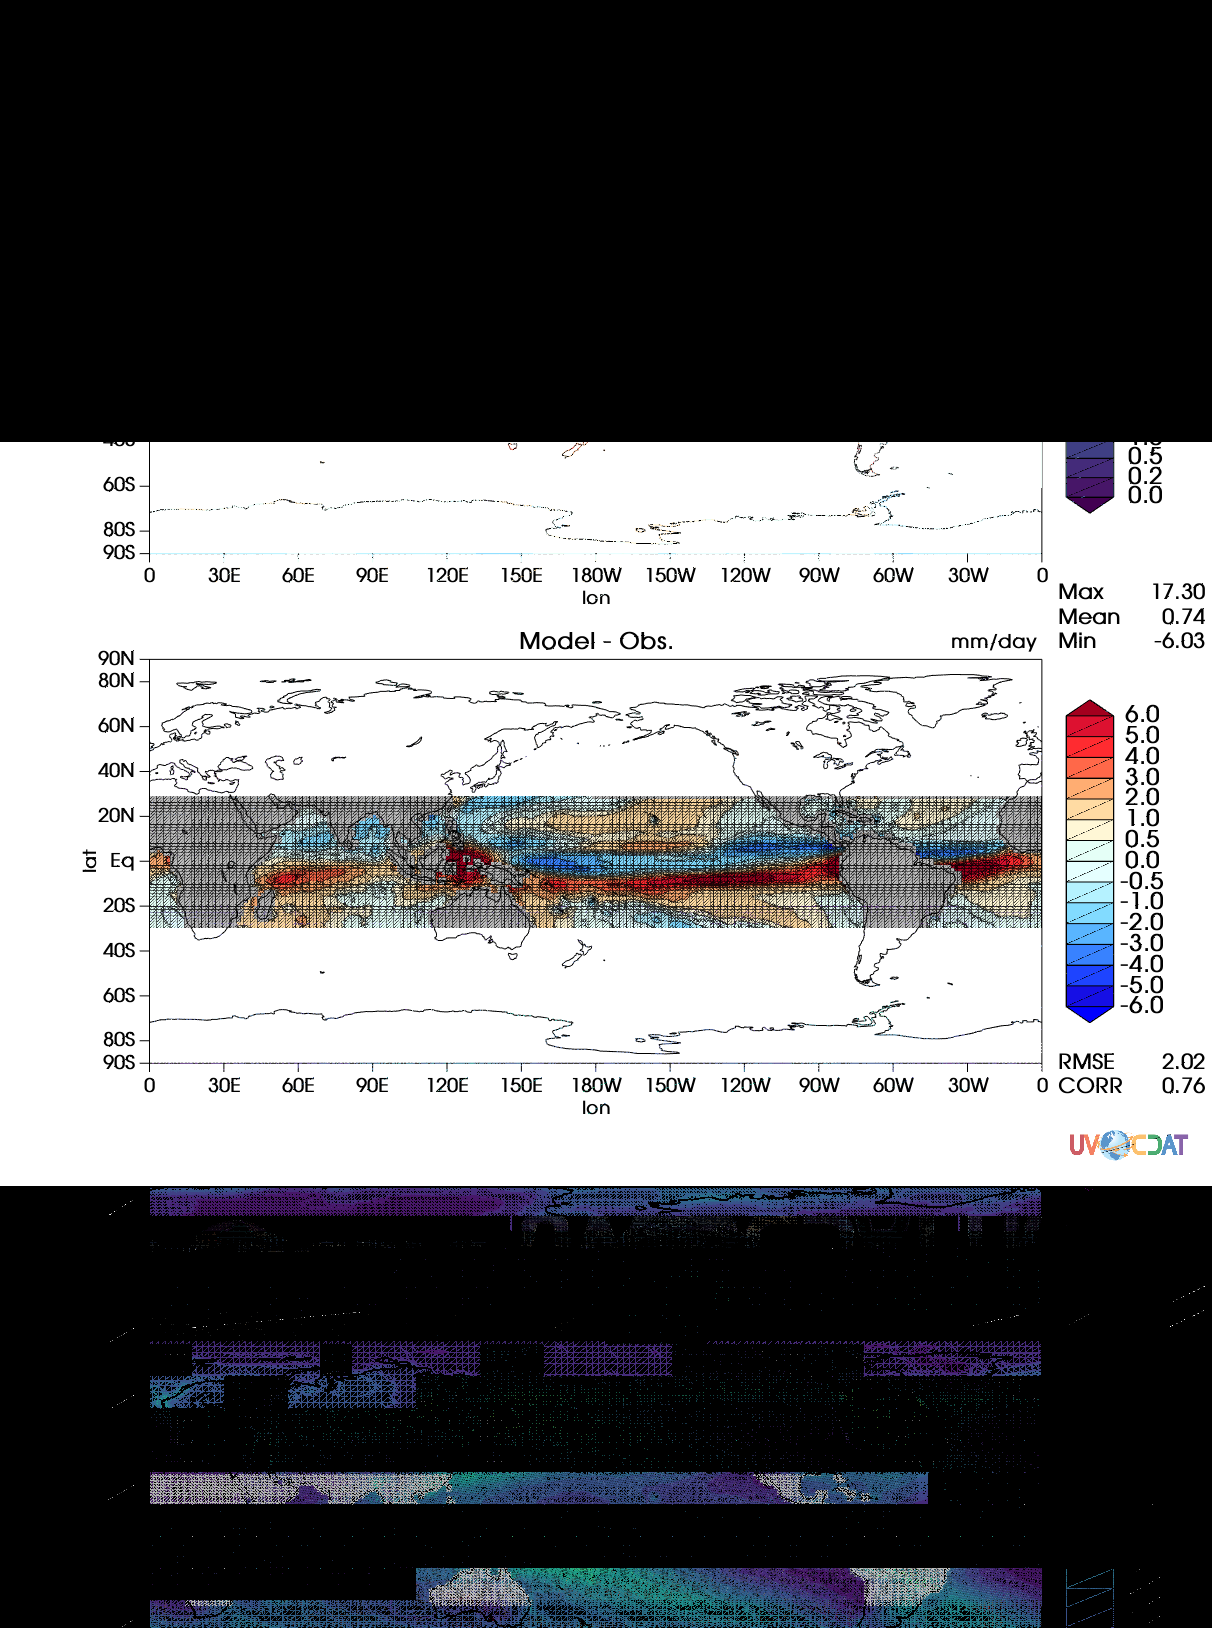 0.5
60S
0.2
0.0
80S
90S
0 30E 60E 90E 120E 150E 180W 150W 120W 90W 60W 30W 0
lon
Max 17.30
Mean 0.74
Model - Obs. mm/day Min -6.03
90N
80N
6.0
60N
5.0
4.0
40N
3.0
2.0
20N
1.0
0.5
lat Eq
0.0
-0.5
-1.0
20S
-2.0
-3.0
40S
-4.0
-5.0
60S
-6.0
80S
90S
RMSE 2.02
0 30E 60E 90E 120E 150E 180W 150W 120W 90W 60W 30W 0
CORR 0.76
lon
UV CDAT